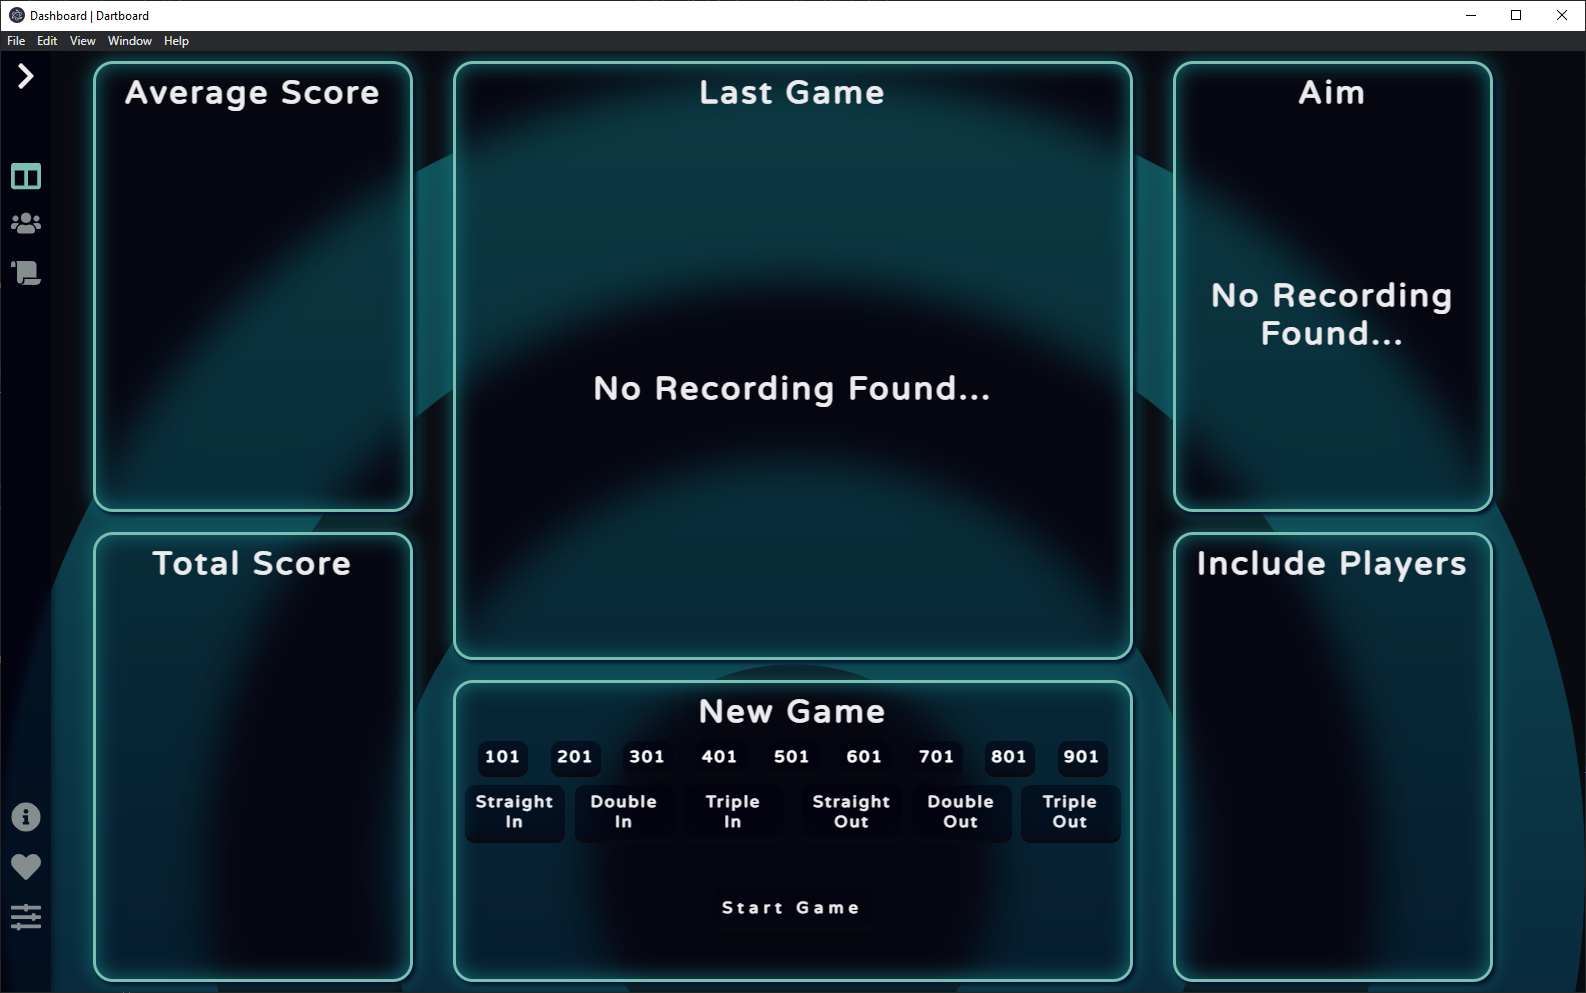 Dashboard | Dartboard
File Edit View Window Help
Average Score
Last Game
Aim
No Recording
Found...
No Recording Found...
Total Score
Include Players
New Game
101 201 301 401 501 601 701 801 901
Straight
In
Double
In
Triple
In
Straight
Out
Double
Out
Triple
Out
Start Game